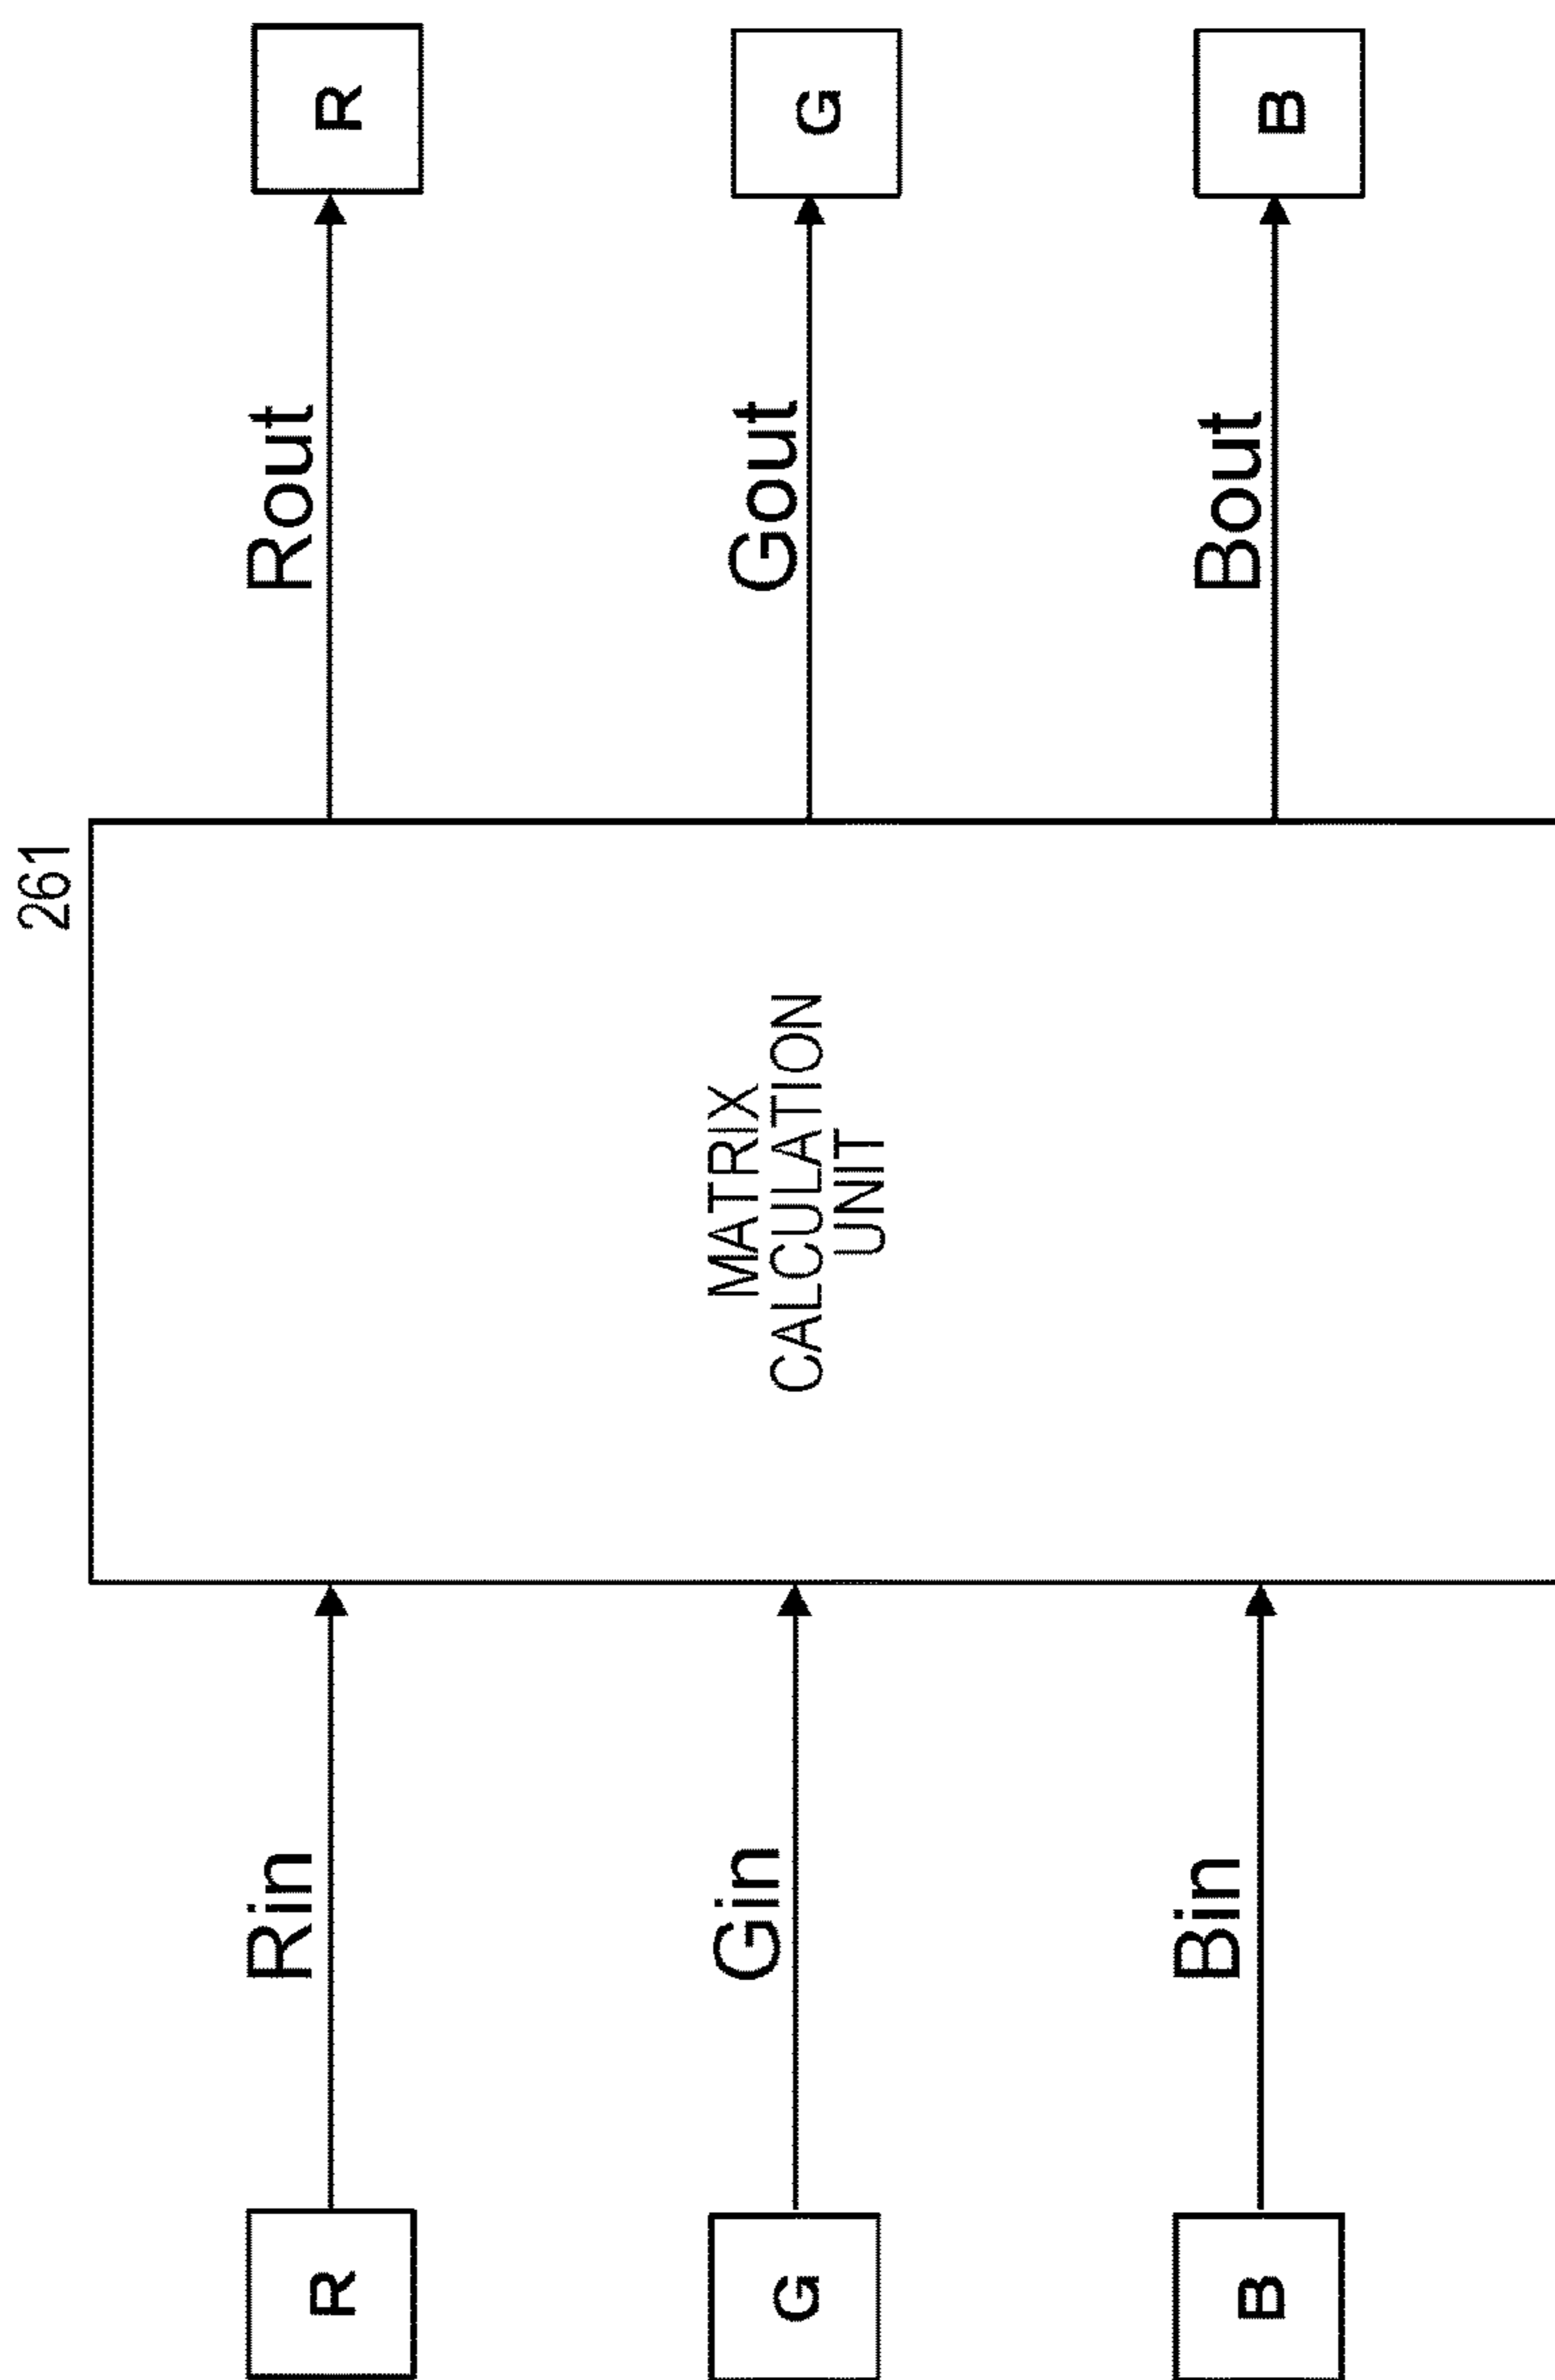 261
R
Rin
Rout
R
G
Gin
MATRIX
CALCULATION
UNIT
Gout
G
B
Bin
Bout
B